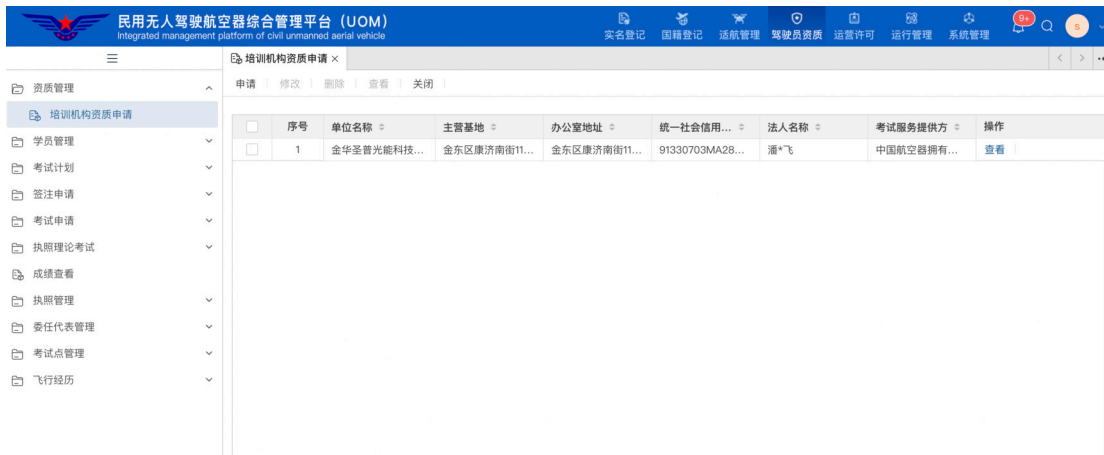 民用无人驾驶航空器综合管理平台（UOM）
Integrated management platform of civil unmanned aerial vehicle
实名登记 国籍登记 适航管理 驾驶员资质 运营许可 运行管理 系统管理
9+
S
培训机构资质申请 ×
资质管理
培训机构资质申请
学员管理
考试计划
签注申请
考试申请
执照理论考试
成绩查看
执照管理
委任代表管理
考试点管理
飞行经历
申请 修改 删除 查看 关闭
序号 单位名称 主营基地 办公室地址 统一社会信用... 法人名称 考试服务提供方 操作
1 金华圣普光能科技... 金东区康济南街11... 金东区康济南街11... 91330703MA28... 潘*飞 中国航空器拥有... 查看